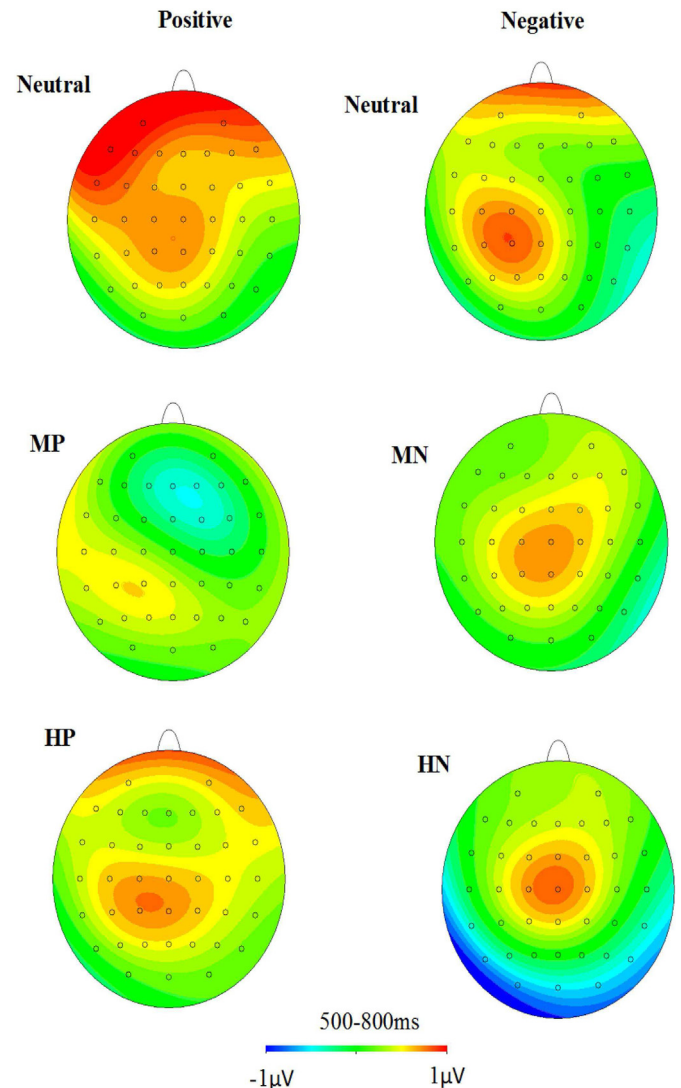 Positive Negative
Neutral Neutral
MP MN
HP HN
500-800ms
-1µV 1µV